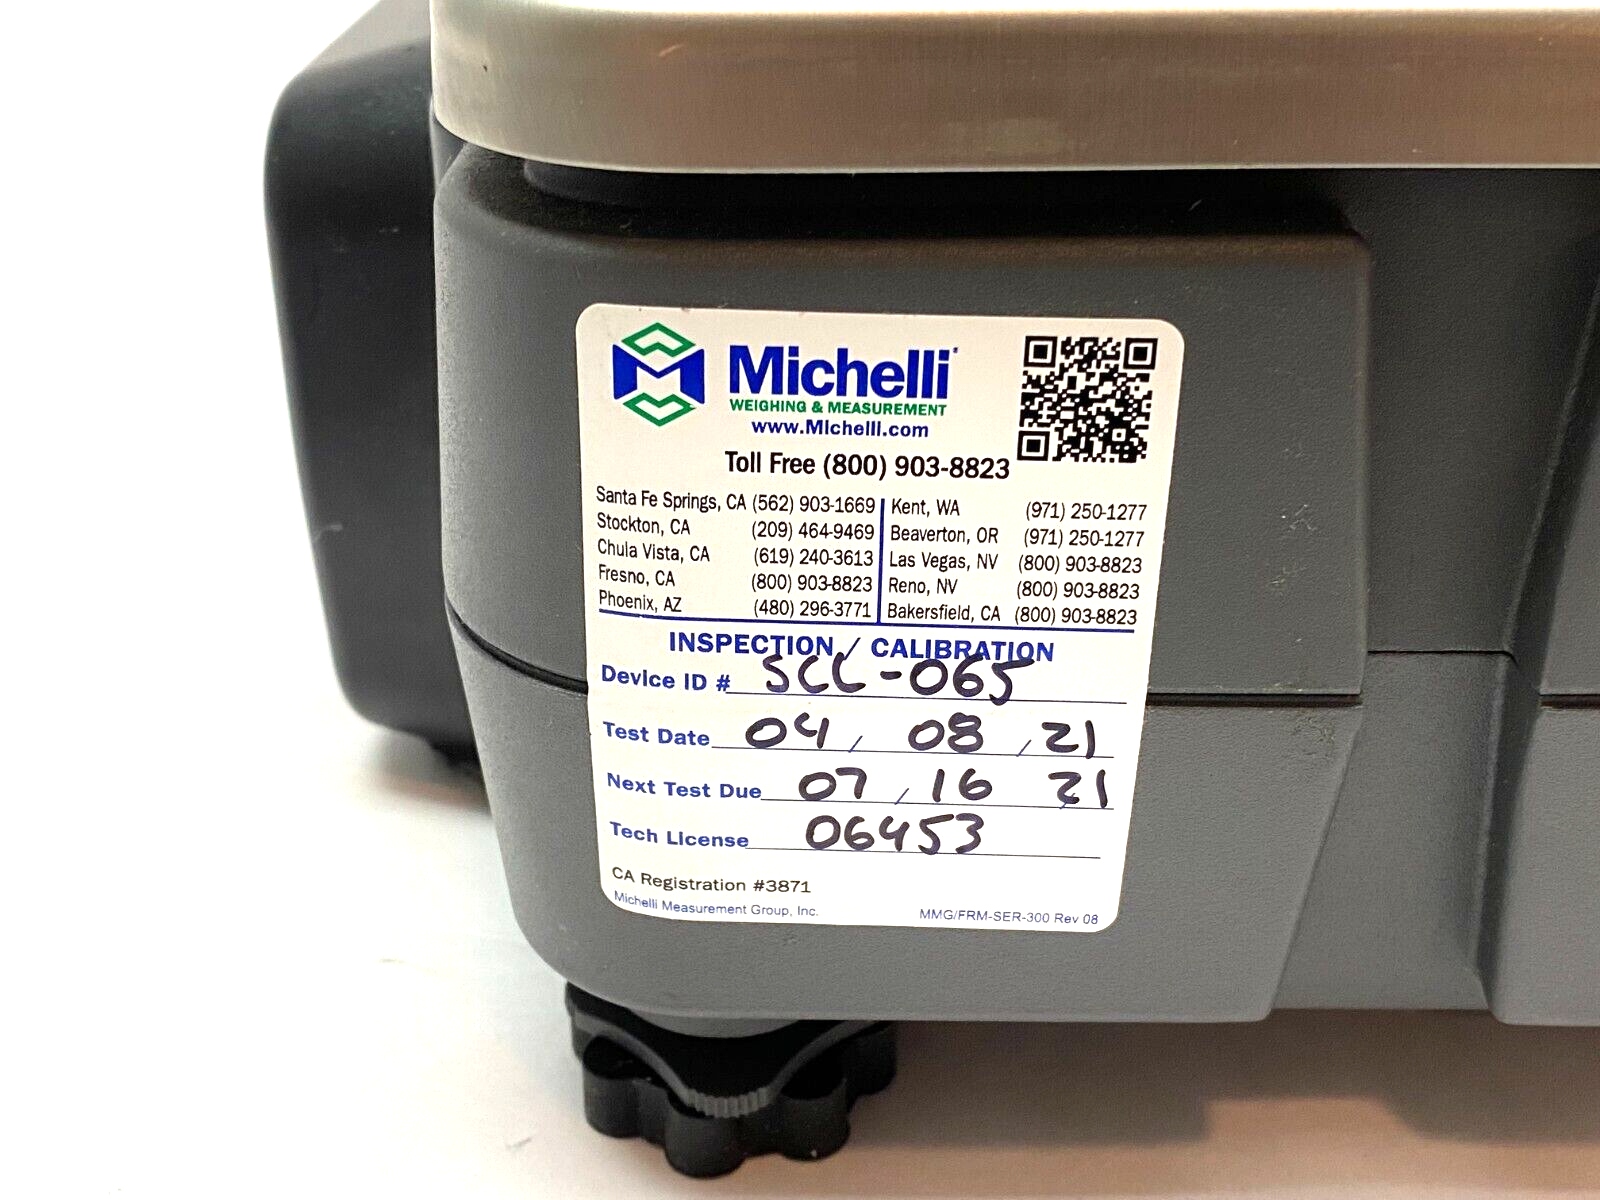 Michelli
WEIGHING & MEASUREMENT
www.Michelli.com
Toll Free (800) 903-8823
Santa Fe Springs, CA (562) 903-1669
Stockton, CA (209) 464-9469
Chula Vista, CA (619) 240-3613
Fresno, CA (800) 903-8823
Phoenix, AZ (480) 296-3771
Kent, WA (971) 250-1277
Beaverton, OR (971) 250-1277
Las Vegas, NV (800) 903-8823
Reno, NV (800) 903-8823
Bakersfield, CA (800) 903-8823
INSPECTION / CALIBRATION
Device ID # SCL-065
Test Date 04 / 08 / 21
Next Test Due 07 / 16 / 21
Tech License 06453
CA Registration #3871
Michelli Measurement Group, Inc.
MMG/FRM-SER-300 Rev 08